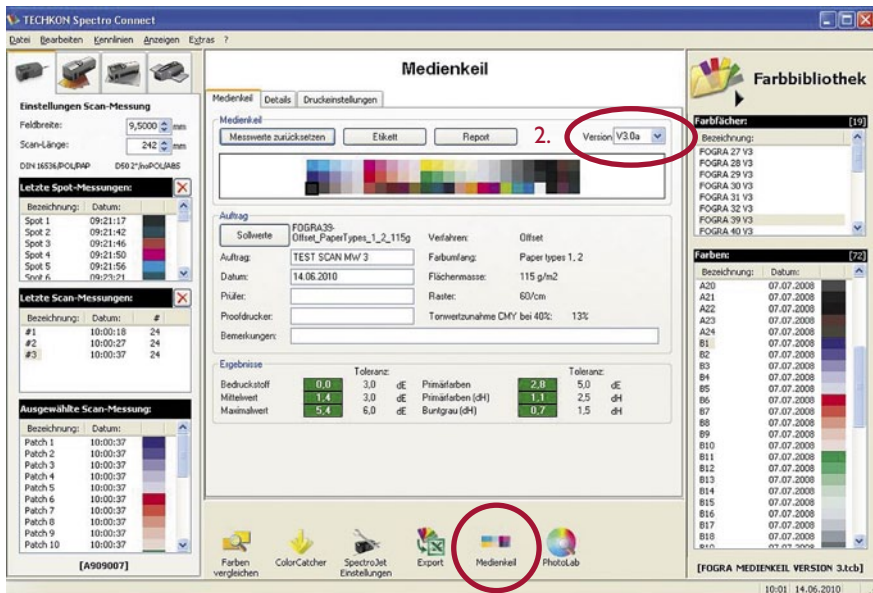 TECHKON Spectro Connect
Datei Bearbeiten Kennlinien Anzeigen Extras ?
Einstellungen Scan-Messung
Feldbreite: 9,5000 mm
Scan-Länge: 242 mm
DIN 16536/POL/PAP D50 2°/noPOL/ABS
Letzte Spot-Messungen:
Bezeichnung: Datum:
Spot 1 09:21:17
Spot 2 09:21:42
Spot 3 09:21:46
Spot 4 09:21:50
Spot 5 09:21:56
Spot 6 09:23:21
Letzte Scan-Messungen:
Bezeichnung: Datum: #
#1 10:00:18 24
#2 10:00:27 24
#3 10:00:37 24
Ausgewählte Scan-Messung:
Bezeichnung: Datum:
Patch 1 10:00:37
Patch 2 10:00:37
Patch 3 10:00:37
Patch 4 10:00:37
Patch 5 10:00:37
Patch 6 10:00:37
Patch 7 10:00:37
Patch 8 10:00:37
Patch 9 10:00:37
Patch 10 10:00:37
[A909007]
Medienkeil
Medienkeil Details Druckeinstellungen
Medienkeil
Messwerte zurücksetzen Etikett Report 2. Version V3.0a
Auftrag
Sollwerte FOGRA39-
Offset_PaperTypes_1_2_115g Verfahren: Offset
Auftrag: TEST SCAN MW 3 Farbumfang: Paper types 1, 2
Datum: 14.06.2010 Flächenmasse: 115 g/m2
Prüfer: Raster: 60/cm
Proofdrucker: Tonwertzunahme CMY bei 40%: 13%
Bemerkungen:
Ergebnisse
Toleranz: Toleranz:
Bedruckstoff 0,0 3,0 dE Primärfarben 2,8 5,0 dE
Mittelwert 1,4 3,0 dE Primärfarben (dH) 1,1 2,5 dH
Maximalwert 5,4 6,0 dE Buntgrau (dH) 0,7 1,5 dH
Farben
vergleichen
ColorCatcher
SpectroJet
Einstellungen
Export
Medienkeil
PhotoLab
Farbbibliothek
Farbfächer: [19]
Bezeichnung:
FOGRA 27 V3
FOGRA 28 V3
FOGRA 29 V3
FOGRA 30 V3
FOGRA 31 V3
FOGRA 32 V3
FOGRA 39 V3
FOGRA 40 V3
Farben: [72]
Bezeichnung: Datum:
A20 07.07.2008
A21 07.07.2008
A22 07.07.2008
A23 07.07.2008
A24 07.07.2008
B1 07.07.2008
B2 07.07.2008
B3 07.07.2008
B4 07.07.2008
B5 07.07.2008
B6 07.07.2008
B7 07.07.2008
B8 07.07.2008
B9 07.07.2008
B10 07.07.2008
B11 07.07.2008
B12 07.07.2008
B13 07.07.2008
B14 07.07.2008
B15 07.07.2008
B16 07.07.2008
B17 07.07.2008
B18 07.07.2008
B19 07.07.2008
[FOGRA MEDIENKEIL VERSION 3.tcb]
10:01 14.06.2010